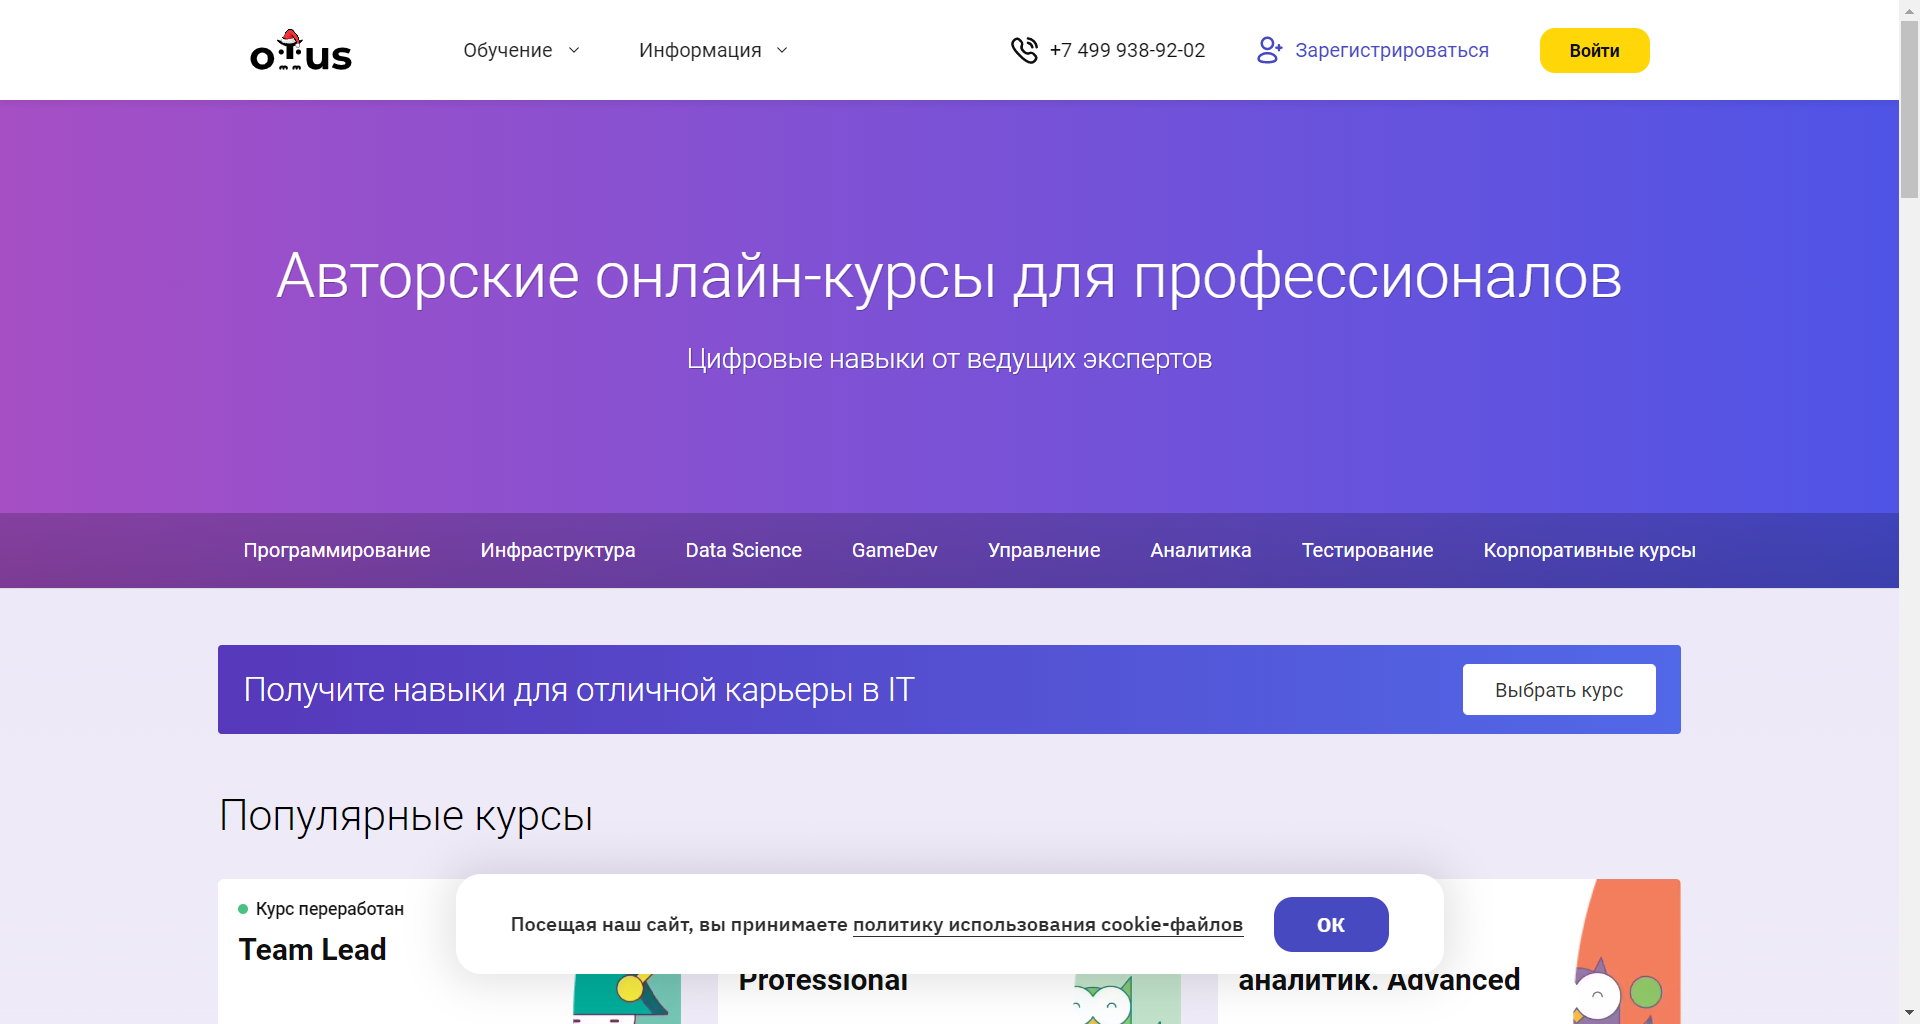 otus
Обучение
Информация
+7 499 938-92-02
Зарегистрироваться
Войти
Авторские онлайн-курсы для профессионалов
Цифровые навыки от ведущих экспертов
Программирование
Инфраструктура
Data Science
GameDev
Управление
Аналитика
Тестирование
Корпоративные курсы
Получите навыки для отличной карьеры в IT
Выбрать курс
Популярные курсы
Курс переработан
Team Lead
Professional
аналитик. Advanced
Посещая наш сайт, вы принимаете политику использования cookie-файлов
ОК